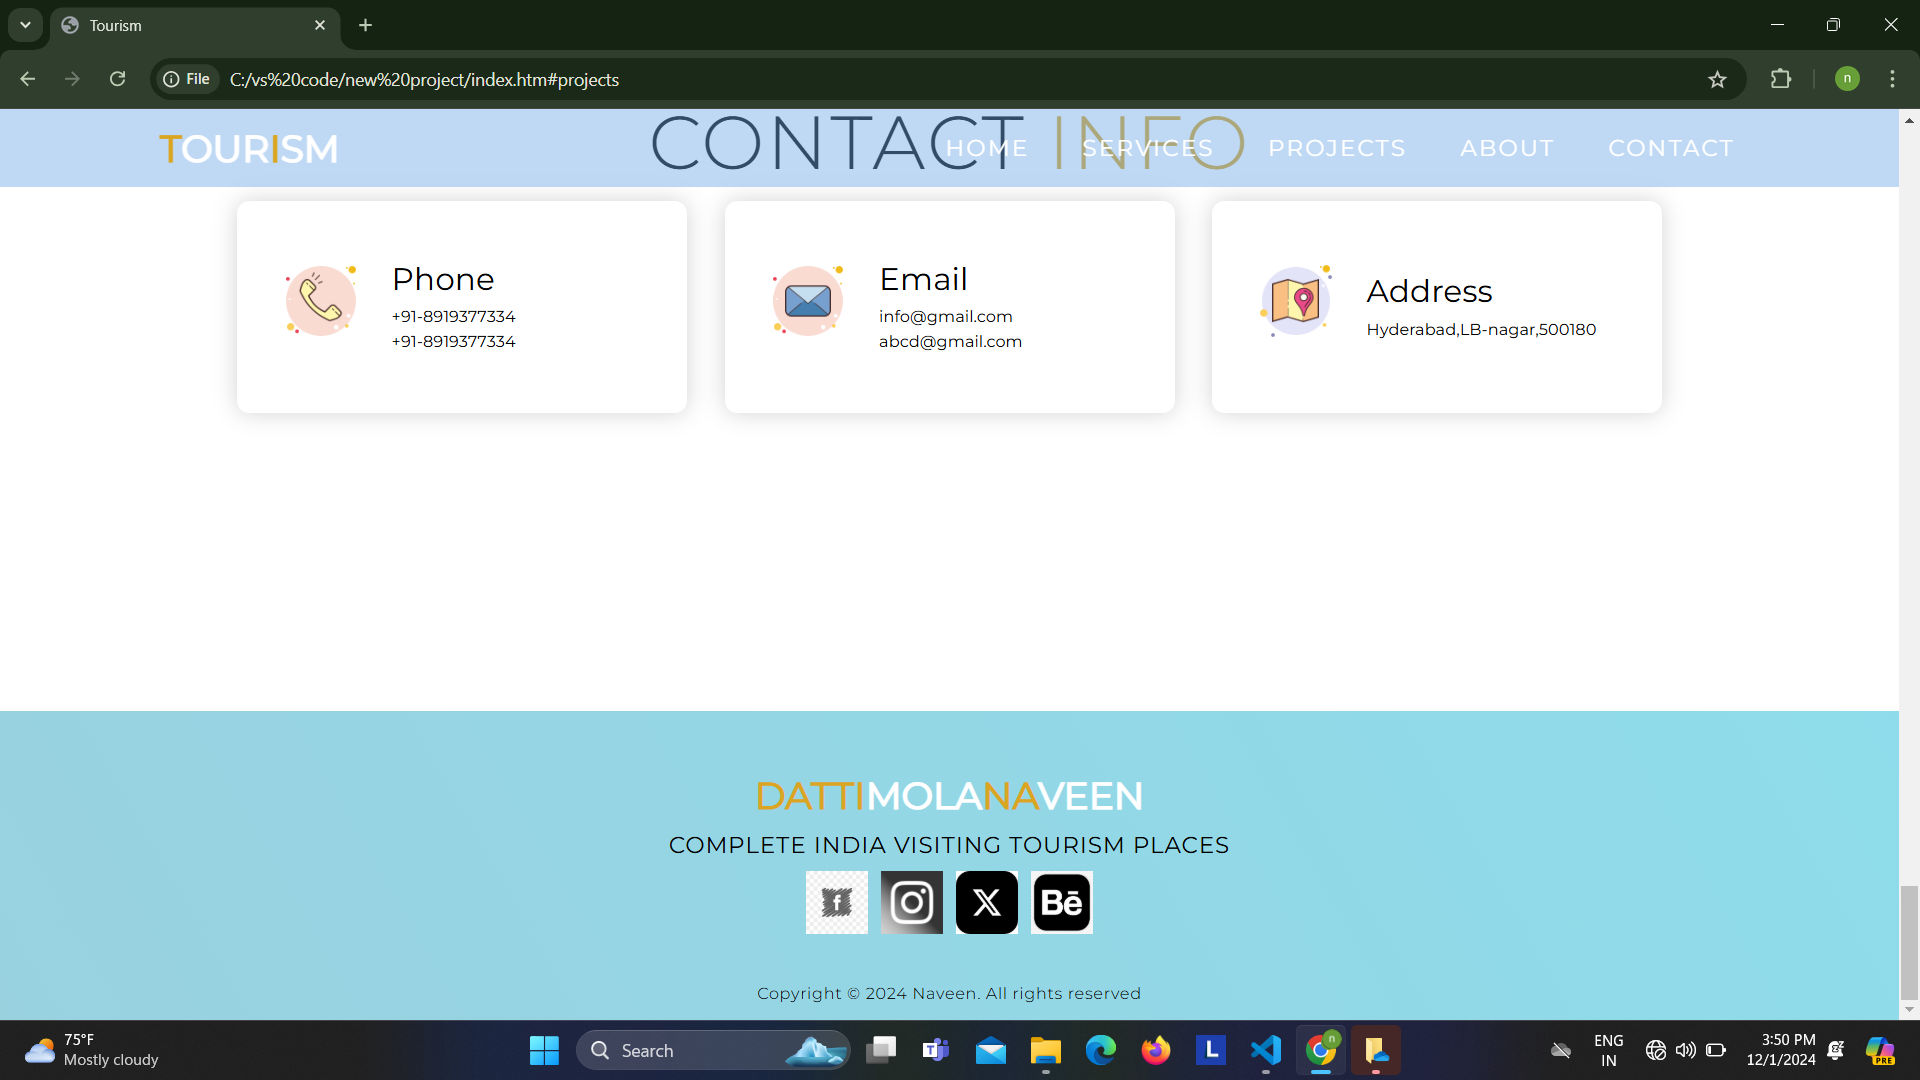 Tourism
File
C:/vs%20code/new%20project/index.htm#projects
n
TOURISM
CONTACT INFO
HOME
SERVICES
PROJECTS
ABOUT
CONTACT
Phone
+91-8919377334
+91-8919377334
Email
info@gmail.com
abcd@gmail.com
Address
Hyderabad,LB-nagar,500180
DATTIMOLANAVEEN
COMPLETE INDIA VISITING TOURISM PLACES
f
X
Bē
Copyright © 2024 Naveen. All rights reserved
75°F
Mostly cloudy
Search
T
L
n
ENG
IN
3:50 PM
12/1/2024
PRE